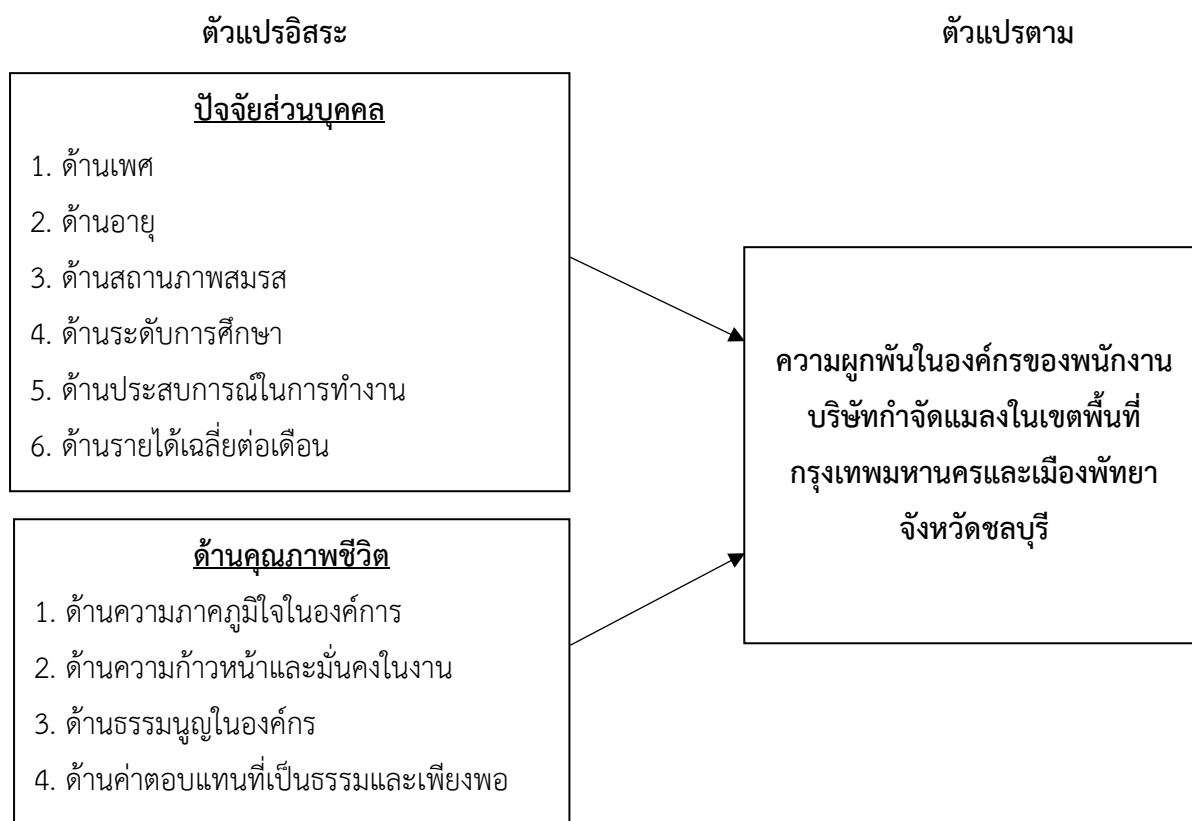 ตัวแปรอิสระ
ตัวแปรตาม
ปัจจัยส่วนบุคคล
1. ด้านเพศ
2. ด้านอายุ
3. ด้านสถานภาพสมรส
4. ด้านระดับการศึกษา
5. ด้านประสบการณ์ในการทำงาน
6. ด้านรายได้เฉลี่ยต่อเดือน
ด้านคุณภาพชีวิต
1. ด้านความภาคภูมิใจในองค์การ
2. ด้านความก้าวหน้าและมั่นคงในงาน
3. ด้านธรรมนูญในองค์กร
4. ด้านค่าตอบแทนที่เป็นธรรมและเพียงพอ
ความผูกพันในองค์กรของพนักงาน
บริษัทกำจัดแมลงในเขตพื้นที่
กรุงเทพมหานครและเมืองพัทยา
จังหวัดชลบุรี